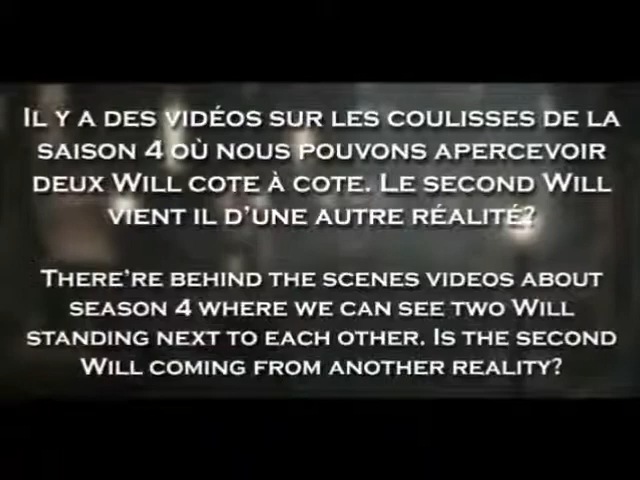 Il y a des vidéos sur les coulisses de la
saison 4 où nous pouvons apercevoir
deux Will cote à cote. Le second Will
vient il d'une autre réalité?
There're behind the scenes videos about
season 4 where we can see two Will
standing next to each other. Is the second
Will coming from another reality?